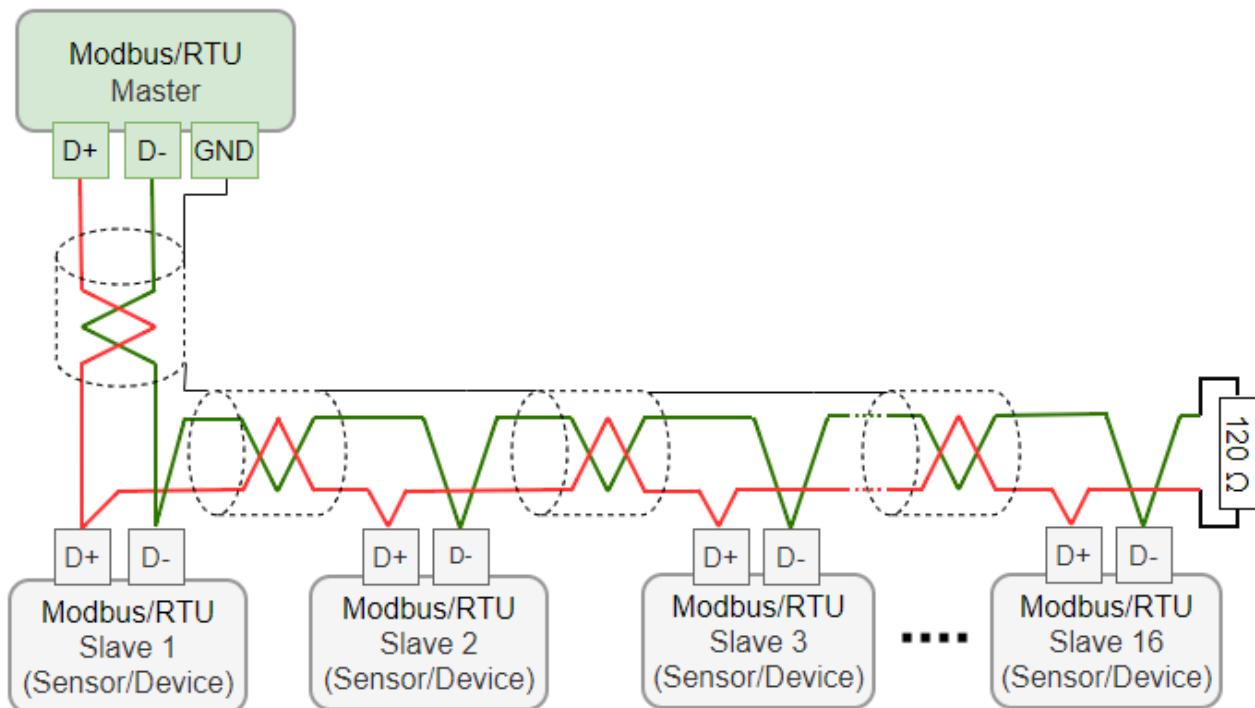 Modbus/RTU
Master
D+ D- GND
120 Ω
D+ D- D+ D- D+ D- D+ D-
Modbus/RTU
Slave 1
(Sensor/Device)
Modbus/RTU
Slave 2
(Sensor/Device)
Modbus/RTU
Slave 3
(Sensor/Device)
Modbus/RTU
Slave 16
(Sensor/Device)